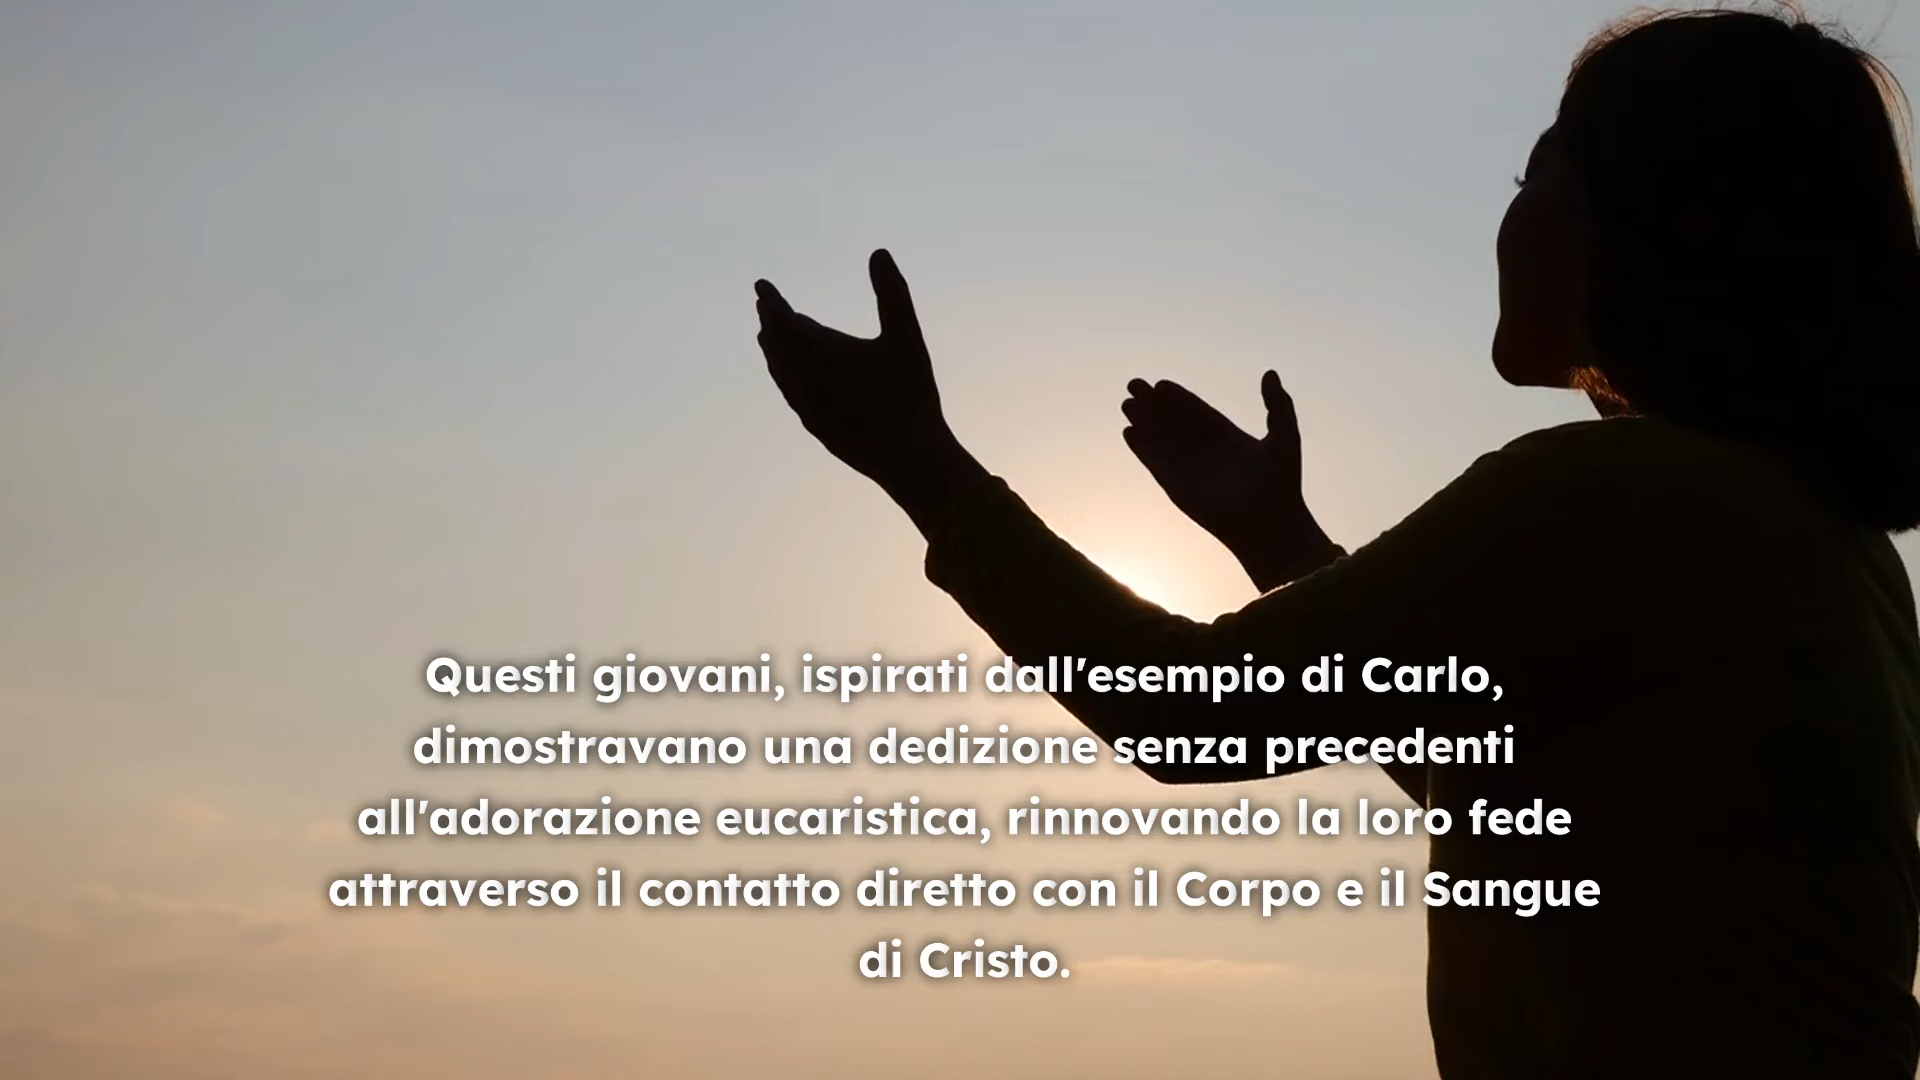 Questi giovani, ispirati dall'esempio di Carlo,
dimostravano una dedizione senza precedenti
all'adorazione eucaristica, rinnovando la loro fede
attraverso il contatto diretto con il Corpo e il Sangue
di Cristo.